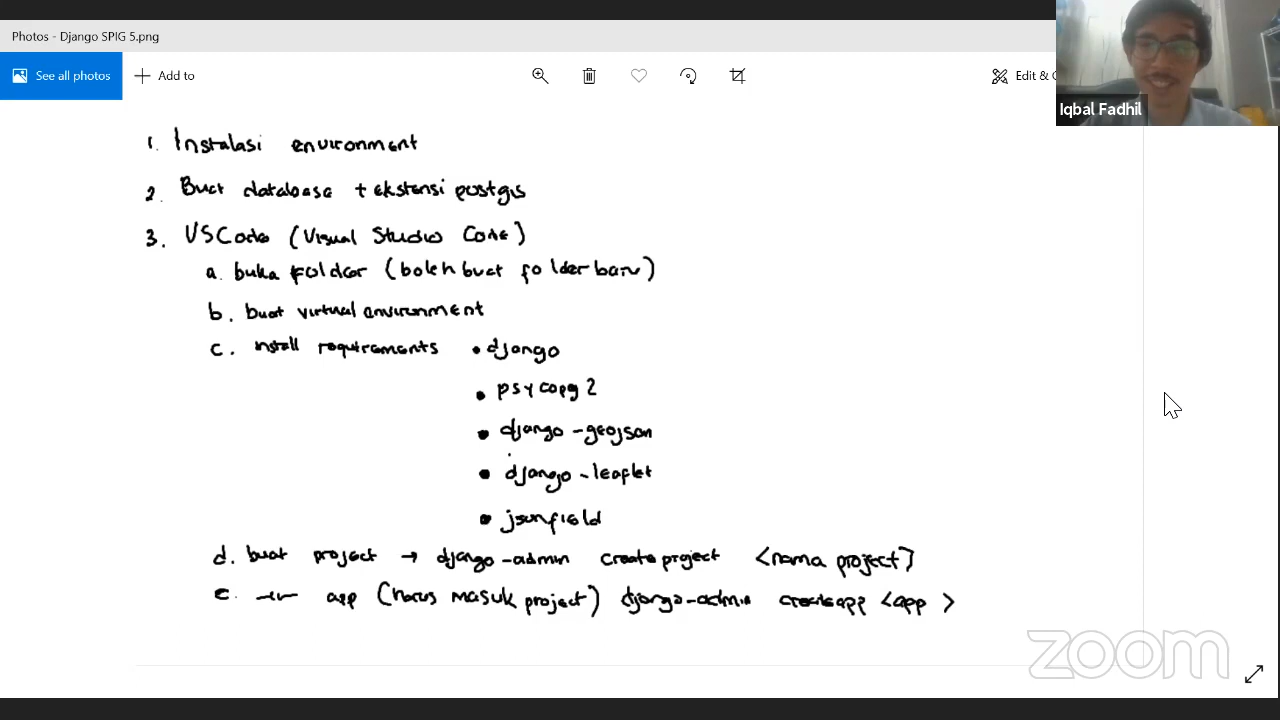 Photos - Django SPIG 5.png
See all photos
Add to
Edit & C
Iqbal Fadhil
1. Instalasi environment
2. Buat database + ekstensi postgis
3. VSCode (Visual Studio Code)
a. buka folder (boleh buat folder baru)
b. buat virtual environment
c. install requirements • django
• psycopg2
• django-geojson
• django-leaflet
• jsonfield
d. buat project → django-admin createproject <nama project]
e. -"- app (harus masuk project) django-admin createapp <app >
zoom